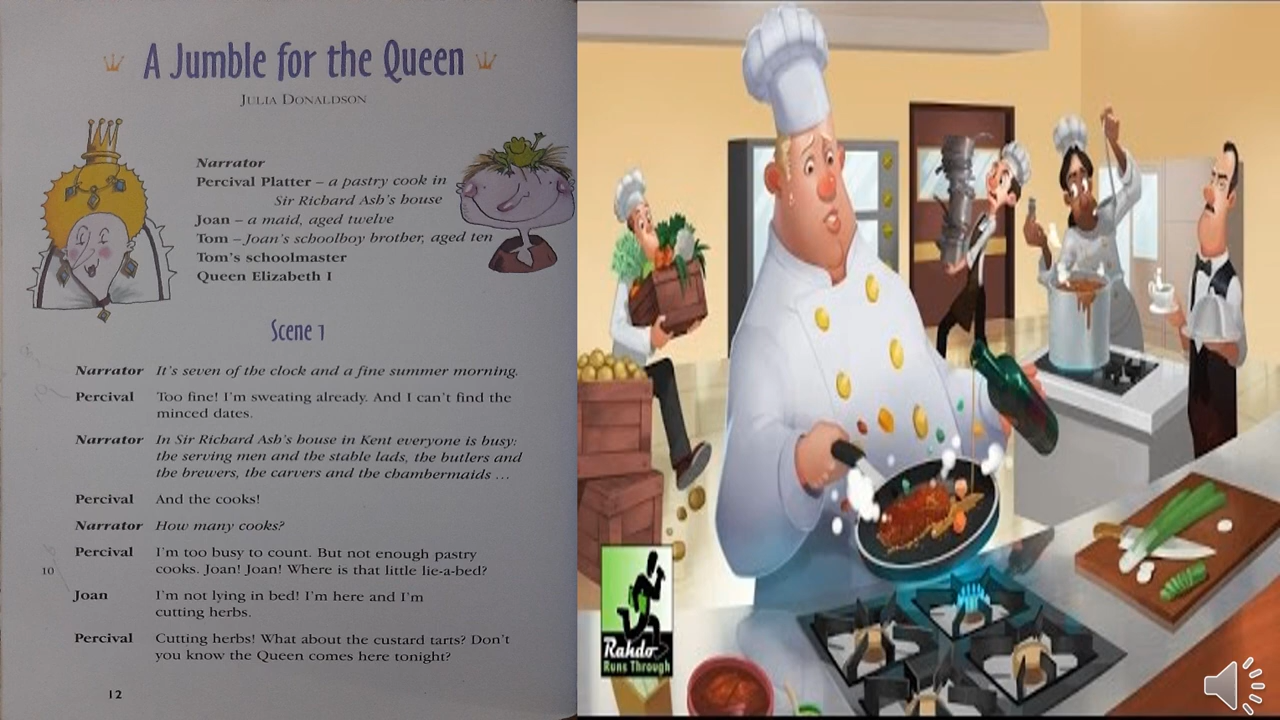 A Jumble for the Queen
JULIA DONALDSON
Narrator
Percival Platter – a pastry cook in
Sir Richard Ash's house
Joan – a maid, aged twelve
Tom – Joan's schoolboy brother, aged ten
Tom's schoolmaster
Queen Elizabeth I
Scene 1
Narrator It's seven of the clock and a fine summer morning.
Percival Too fine! I'm sweating already. And I can't find the
minced dates.
Narrator In Sir Richard Ash's house in Kent everyone is busy:
the serving men and the stable lads, the butlers and
the brewers, the carvers and the chambermaids ...
Percival And the cooks!
Narrator How many cooks?
Percival I'm too busy to count. But not enough pastry
10 cooks. Joan! Joan! Where is that little lie-a-bed?
Joan I'm not lying in bed! I'm here and I'm
cutting herbs.
Percival Cutting herbs! What about the custard tarts? Don't
you know the Queen comes here tonight?
12
Rahdo
Runs Through